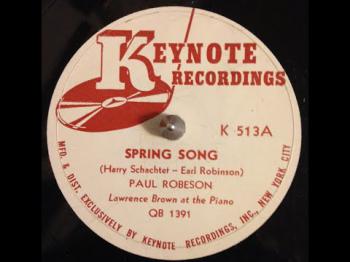 KEYNOTE
RECORDINGS
K 513A
SPRING SONG
(Harry Schachter – Earl Robinson)
PAUL ROBESON
Lawrence Brown at the Piano
QB 1391
MFG. & DIST. EXCLUSIVELY BY KEYNOTE RECORDINGS, INC., NEW YORK CITY